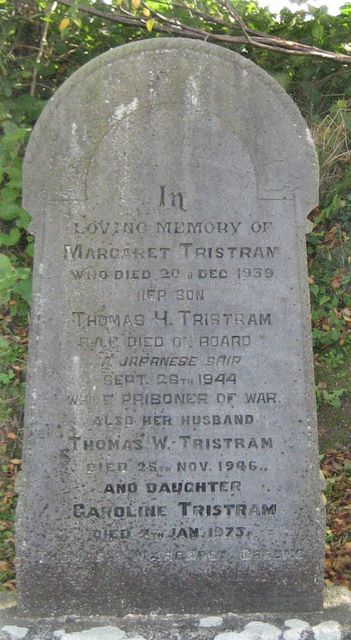 In
LOVING MEMORY OF
MARGARET TRISTRAM
WHO DIED 20TH DEC 1939
HER SON
THOMAS H. TRISTRAM
R.A.F. DIED ON BOARD
A JAPANESE SHIP
SEPT. 26TH 1944
WHILE PRISONER OF WAR.
ALSO HER HUSBAND
THOMAS W. TRISTRAM
DIED 25TH NOV. 1946.
AND DAUGHTER
CAROLINE TRISTRAM
DIED 7TH JAN. 1973.
MARGARET